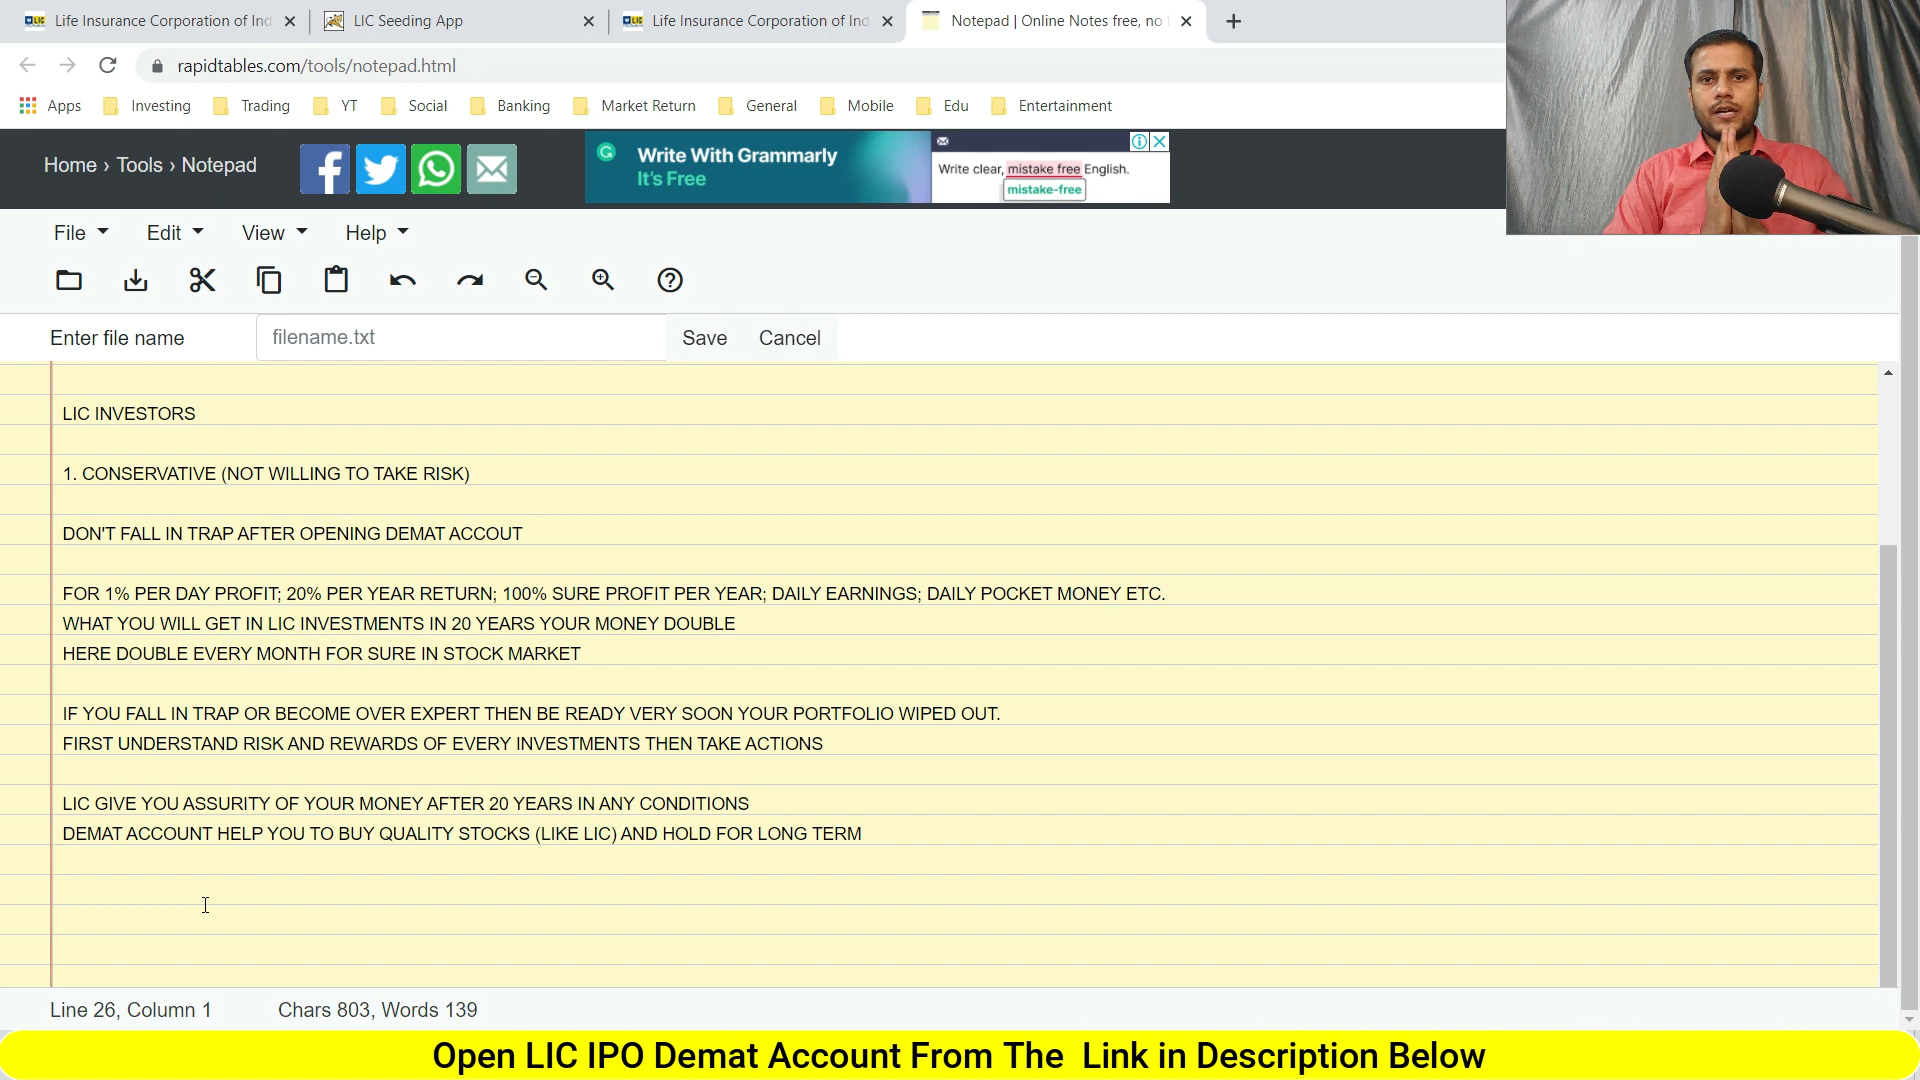 Life Insurance Corporation of Ind
LIC Seeding App
Life Insurance Corporation of Ind
Notepad | Online Notes free, no
rapidtables.com/tools/notepad.html
Apps
Investing
Trading
YT
Social
Banking
Market Return
General
Mobile
Edu
Entertainment
Home › Tools › Notepad
Write With Grammarly
It's Free
Write clear, mistake free English.
mistake-free
File
Edit
View
Help
Enter file name
filename.txt
Save
Cancel
LIC INVESTORS
1. CONSERVATIVE (NOT WILLING TO TAKE RISK)
DON'T FALL IN TRAP AFTER OPENING DEMAT ACCOUT
FOR 1% PER DAY PROFIT; 20% PER YEAR RETURN; 100% SURE PROFIT PER YEAR; DAILY EARNINGS; DAILY POCKET MONEY ETC.
WHAT YOU WILL GET IN LIC INVESTMENTS IN 20 YEARS YOUR MONEY DOUBLE
HERE DOUBLE EVERY MONTH FOR SURE IN STOCK MARKET
IF YOU FALL IN TRAP OR BECOME OVER EXPERT THEN BE READY VERY SOON YOUR PORTFOLIO WIPED OUT.
FIRST UNDERSTAND RISK AND REWARDS OF EVERY INVESTMENTS THEN TAKE ACTIONS
LIC GIVE YOU ASSURITY OF YOUR MONEY AFTER 20 YEARS IN ANY CONDITIONS
DEMAT ACCOUNT HELP YOU TO BUY QUALITY STOCKS (LIKE LIC) AND HOLD FOR LONG TERM
Line 26, Column 1
Chars 803, Words 139
Open LIC IPO Demat Account From The Link in Description Below